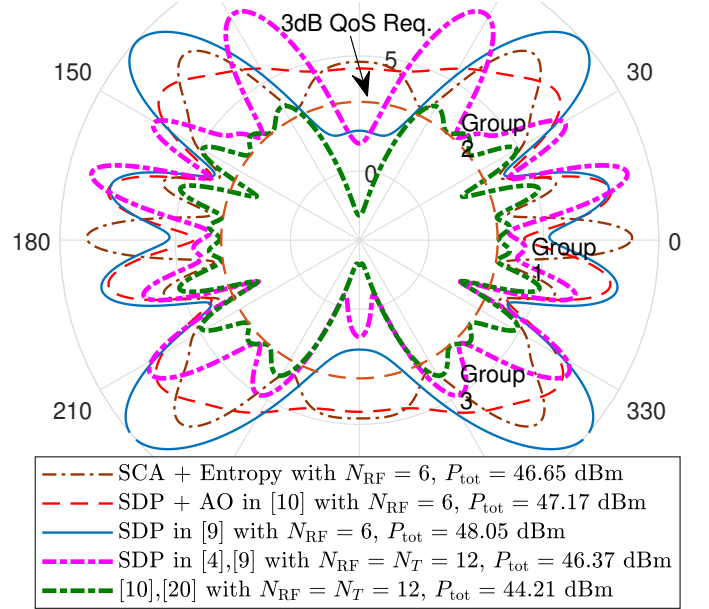 3dB QoS Req.
150
5
30
Group
2
0
180
Group
1
0
Group
3
210
330
SCA + Entropy with N_RF = 6, P_tot = 46.65 dBm
SDP + AO in [10] with N_RF = 6, P_tot = 47.17 dBm
SDP in [9] with N_RF = 6, P_tot = 48.05 dBm
SDP in [4],[9] with N_RF = N_T = 12, P_tot = 46.37 dBm
[10],[20] with N_RF = N_T = 12, P_tot = 44.21 dBm